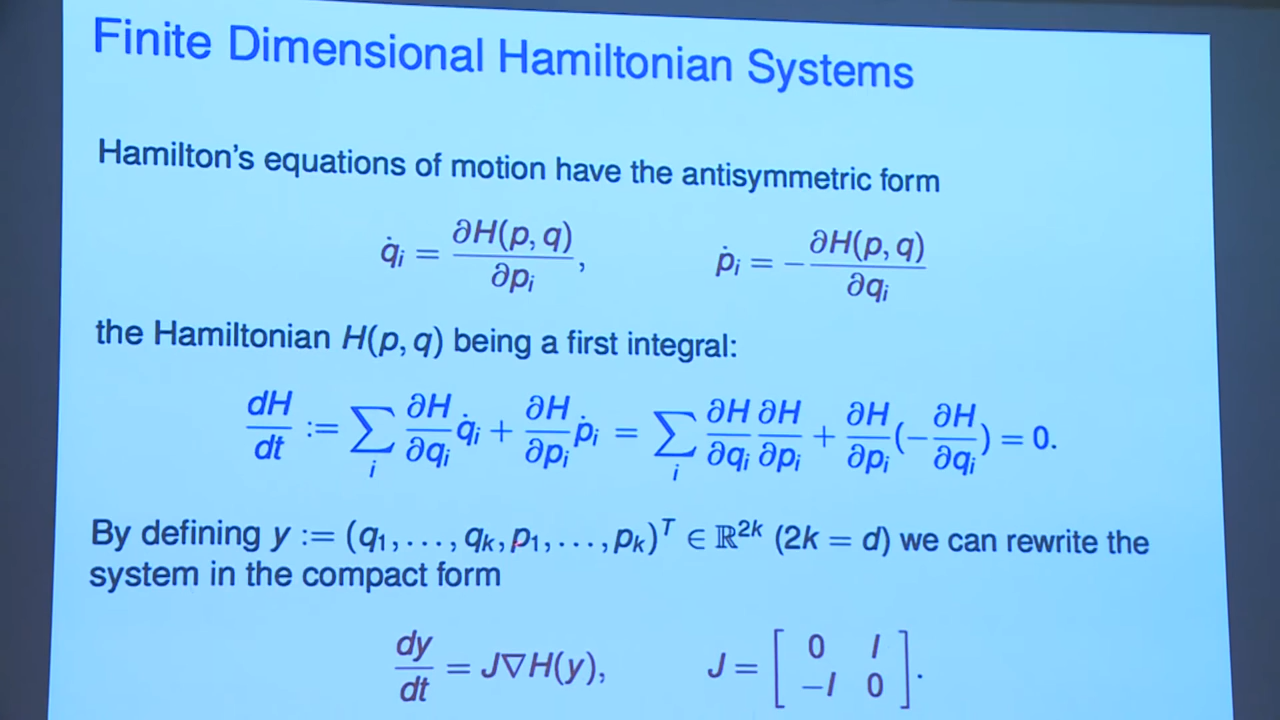 Finite Dimensional Hamiltonian Systems
Hamilton's equations of motion have the antisymmetric form
q̇ᵢ = ∂H(p, q)/∂pᵢ, ṗᵢ = −∂H(p, q)/∂qᵢ
the Hamiltonian H(p, q) being a first integral:
dH/dt := ∑ᵢ ∂H/∂qᵢ q̇ᵢ + ∂H/∂pᵢ ṗᵢ = ∑ᵢ ∂H/∂qᵢ ∂H/∂pᵢ + ∂H/∂pᵢ (−∂H/∂qᵢ) = 0.
By defining y := (q₁, . . . , qₖ, p₁, . . . , pₖ)ᵀ ∈ ℝ²ᵏ (2k = d) we can rewrite the
system in the compact form
dy/dt = J∇H(y), J = [ 0 I ; −I 0 ].